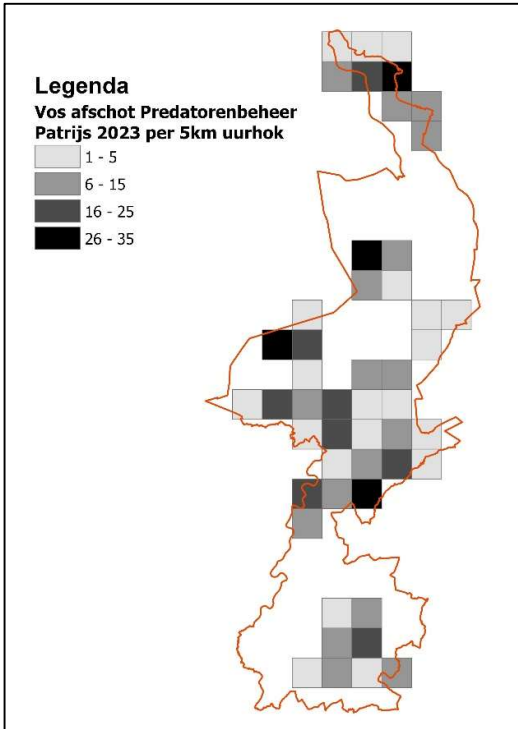 Legenda
Vos afschot Predatorenbeheer
Patrijs 2023 per 5km uurhok
1 - 5
6 - 15
16 - 25
26 - 35